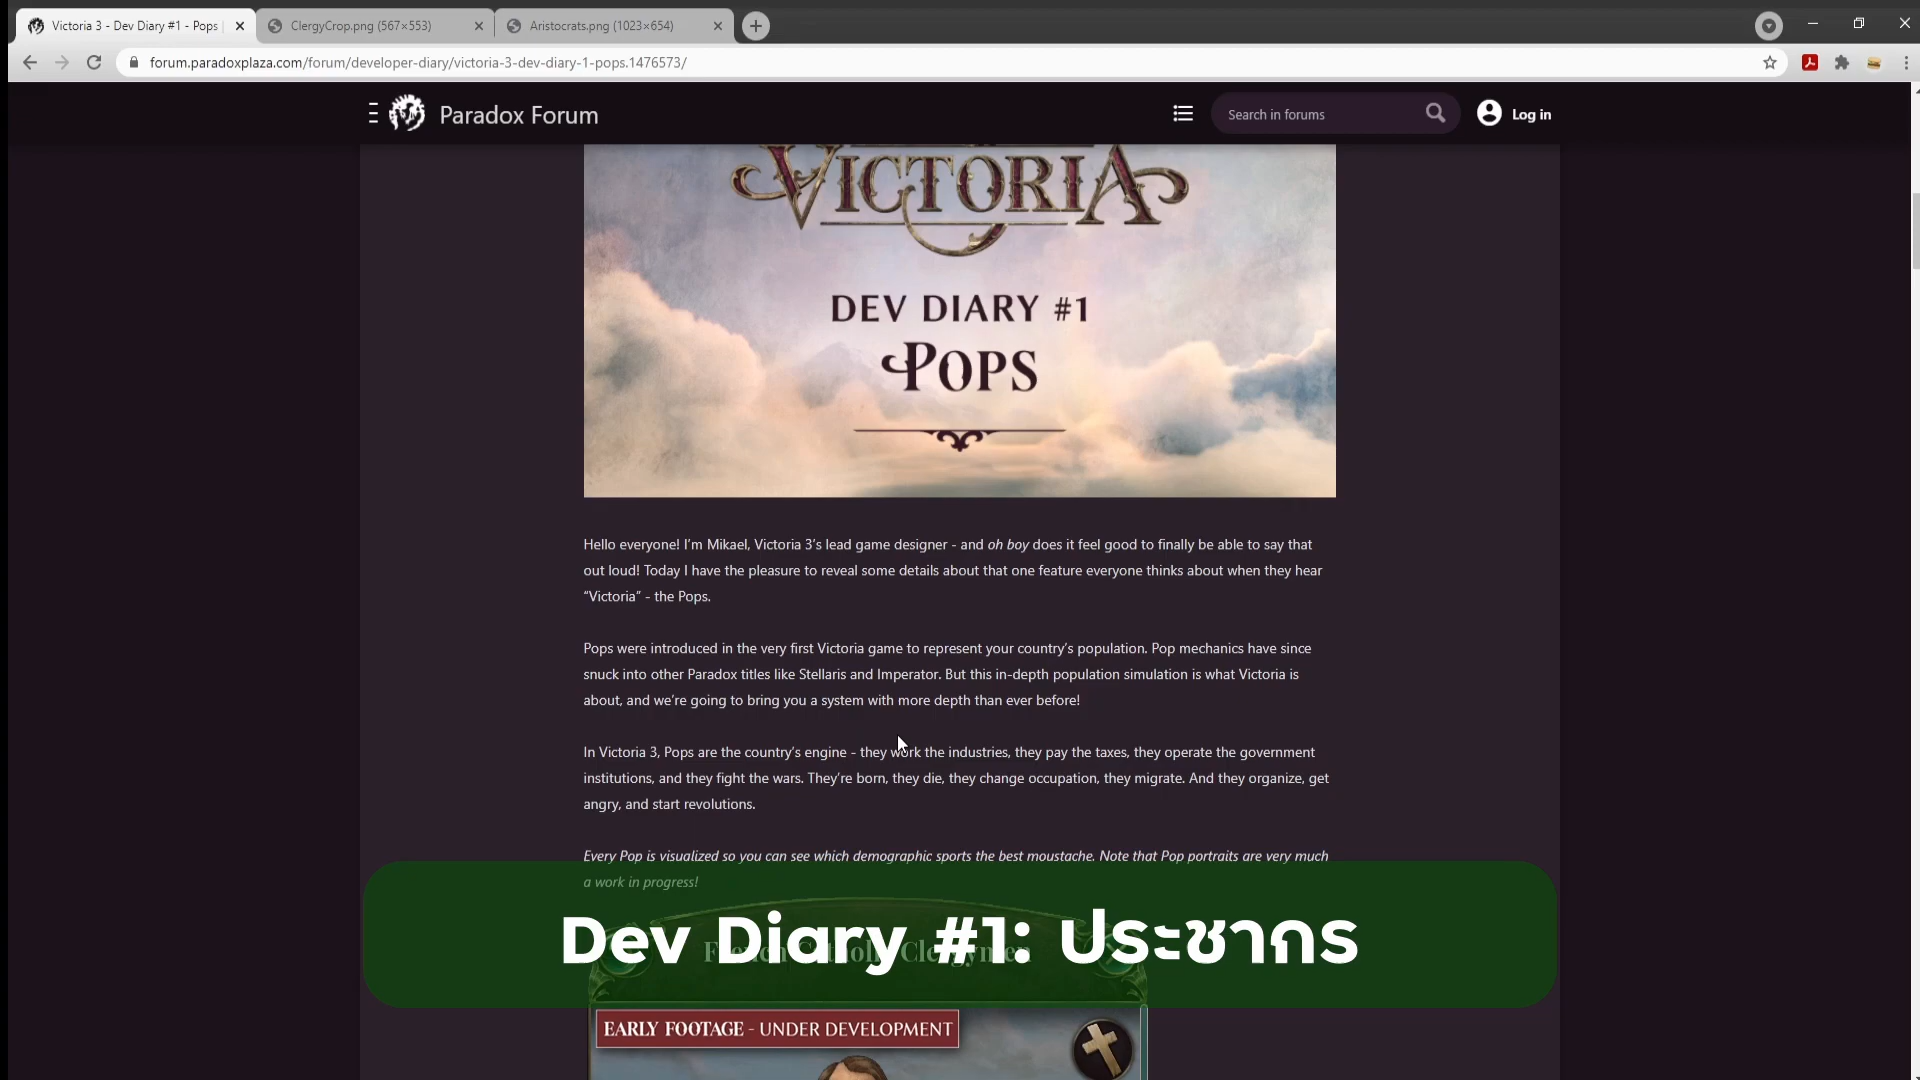 Victoria 3 - Dev Diary #1 - Pops
ClergyCrop.png (567×553)
Aristocrats.png (1023×654)
forum.paradoxplaza.com/forum/developer-diary/victoria-3-dev-diary-1-pops.1476573/
Paradox Forum
Search in forums
Log in
VICTORIA
DEV DIARY #1
POPS
Hello everyone! I'm Mikael, Victoria 3's lead game designer - and oh boy does it feel good to finally be able to say that
out loud! Today I have the pleasure to reveal some details about that one feature everyone thinks about when they hear
“Victoria” - the Pops.
Pops were introduced in the very first Victoria game to represent your country's population. Pop mechanics have since
snuck into other Paradox titles like Stellaris and Imperator. But this in-depth population simulation is what Victoria is
about, and we're going to bring you a system with more depth than ever before!
In Victoria 3, Pops are the country's engine - they work the industries, they pay the taxes, they operate the government
institutions, and they fight the wars. They're born, they die, they change occupation, they migrate. And they organize, get
angry, and start revolutions.
Every Pop is visualized so you can see which demographic sports the best moustache. Note that Pop portraits are very much
a work in progress!
French Catholic Clergymen
Dev Diary #1: ประชากร
EARLY FOOTAGE - UNDER DEVELOPMENT